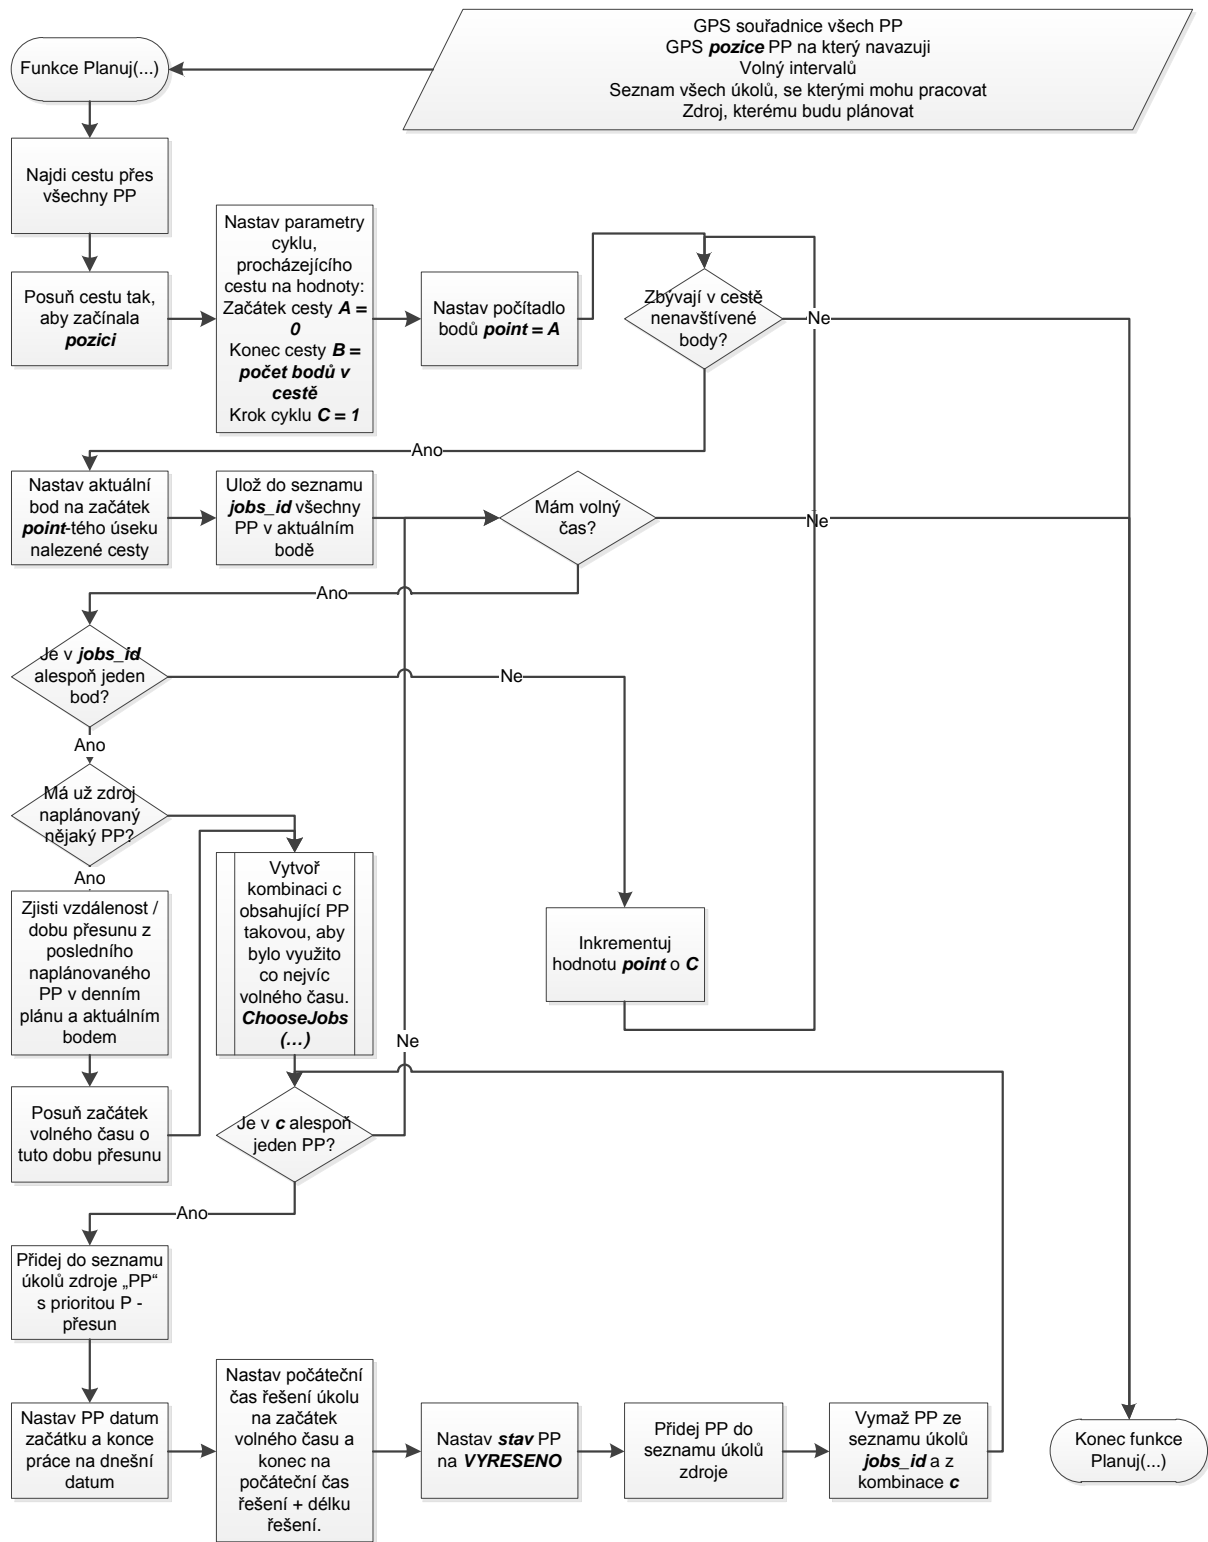 GPS souřadnice všech PP
GPS pozice PP na který navazuji
Volný intervalů
Seznam všech úkolů, se kterými mohu pracovat
Zdroj, kterému budu plánovat
Funkce Planuj(...)
Najdi cestu přes
všechny PP
Posuň cestu tak,
aby začínala
pozici
Nastav parametry
cyklu,
procházejícího
cestu na hodnoty:
Začátek cesty A =
0
Konec cesty B =
počet bodů v
cestě
Krok cyklu C = 1
Nastav počítadlo
bodů point = A
Zbývají v cestě
nenavštívené
body?
Ne
Ano
Nastav aktuální
bod na začátek
point-tého úseku
nalezené cesty
Ulož do seznamu
jobs_id všechny
PP v aktuálním
bodě
Mám volný
čas?
Ne
Ano
Je v jobs_id
alespoň jeden
bod?
Ne
Ano
Má už zdroj
naplánovaný
nějaký PP?
Ano
Zjisti vzdálenost /
dobu přesunu z
posledního
naplánovaného
PP v denním
plánu a aktuálním
bodem
Vytvoř
kombinaci c
obsahující PP
takovou, aby
bylo využito
co nejvíc
volného času.
ChooseJobs
(...)
Inkrementuj
hodnotu point o C
Ne
Posuň začátek
volného času o
tuto dobu přesunu
Je v c alespoň
jeden PP?
Ano
Přidej do seznamu
úkolů zdroje „PP“
s prioritou P -
přesun
Nastav PP datum
začátku a konce
práce na dnešní
datum
Nastav počáteční
čas řešení úkolu
na začátek
volného času a
konec na
počáteční čas
řešení + délku
řešení.
Nastav stav PP
na VYRESENO
Přidej PP do
seznamu úkolů
zdroje
Vymaž PP ze
seznamu úkolů
jobs_id a z
kombinace c
Konec funkce
Planuj(...)